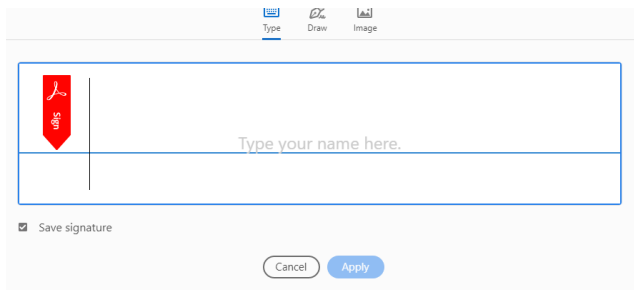 Type Draw Image
Sign
Type your name here.
Save signature
Cancel Apply